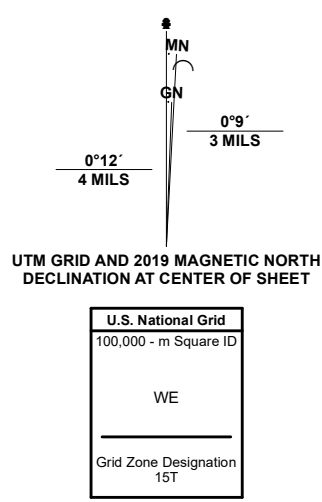 MN
GN
0°9´
3 MILS
0°12´
4 MILS
UTM GRID AND 2019 MAGNETIC NORTH
DECLINATION AT CENTER OF SHEET
U.S. National Grid
100,000 - m Square ID
WE
Grid Zone Designation
15T